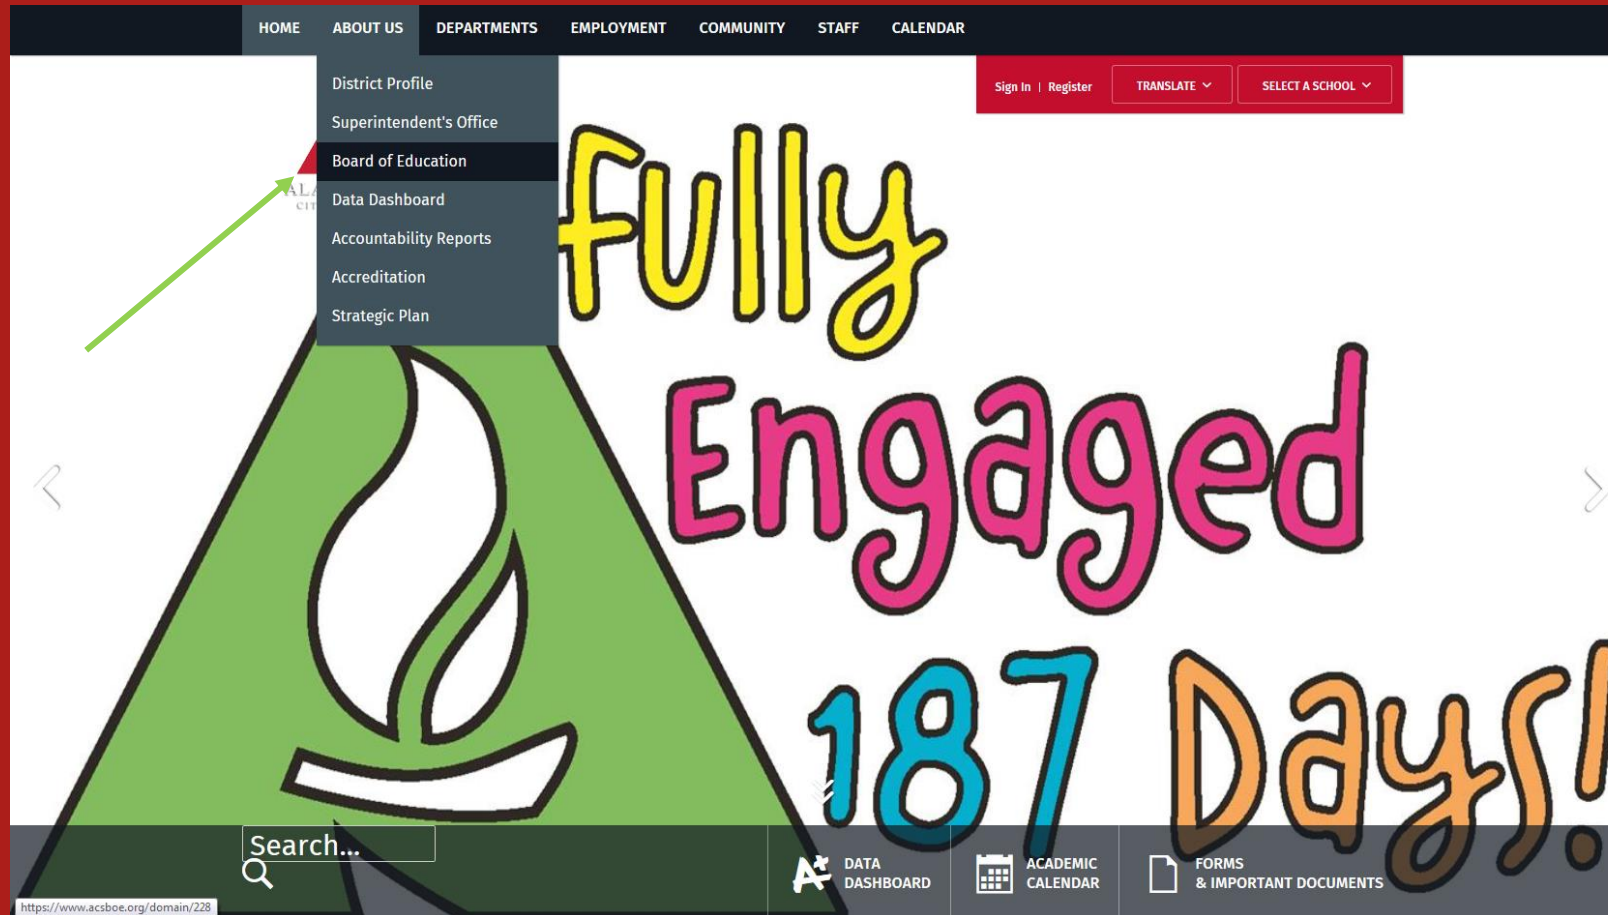 HOME ABOUT US DEPARTMENTS EMPLOYMENT COMMUNITY STAFF CALENDAR
Sign In | Register TRANSLATE SELECT A SCHOOL
District Profile
Superintendent's Office
Board of Education
Data Dashboard
Accountability Reports
Accreditation
Strategic Plan
Fully
Engaged
187 Days!
Search...
DATA
DASHBOARD
ACADEMIC
CALENDAR
FORMS
& IMPORTANT DOCUMENTS
https://www.acsboe.org/domain/228